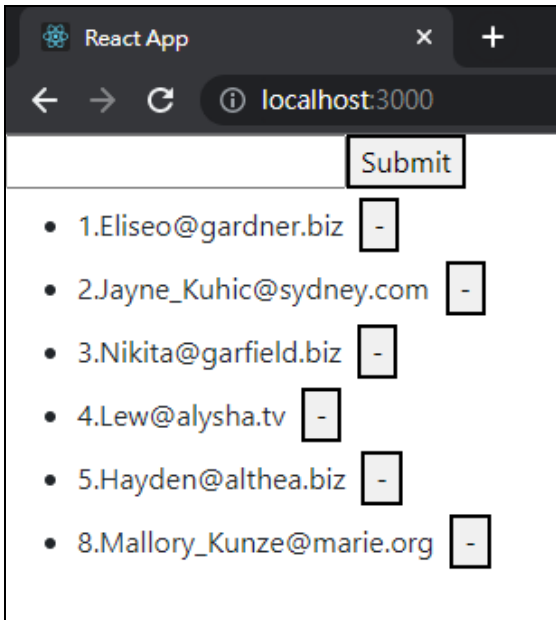 React App
localhost:3000
Submit
1.Eliseo@gardner.biz -
2.Jayne_Kuhic@sydney.com -
3.Nikita@garfield.biz -
4.Lew@alysha.tv -
5.Hayden@althea.biz -
8.Mallory_Kunze@marie.org -